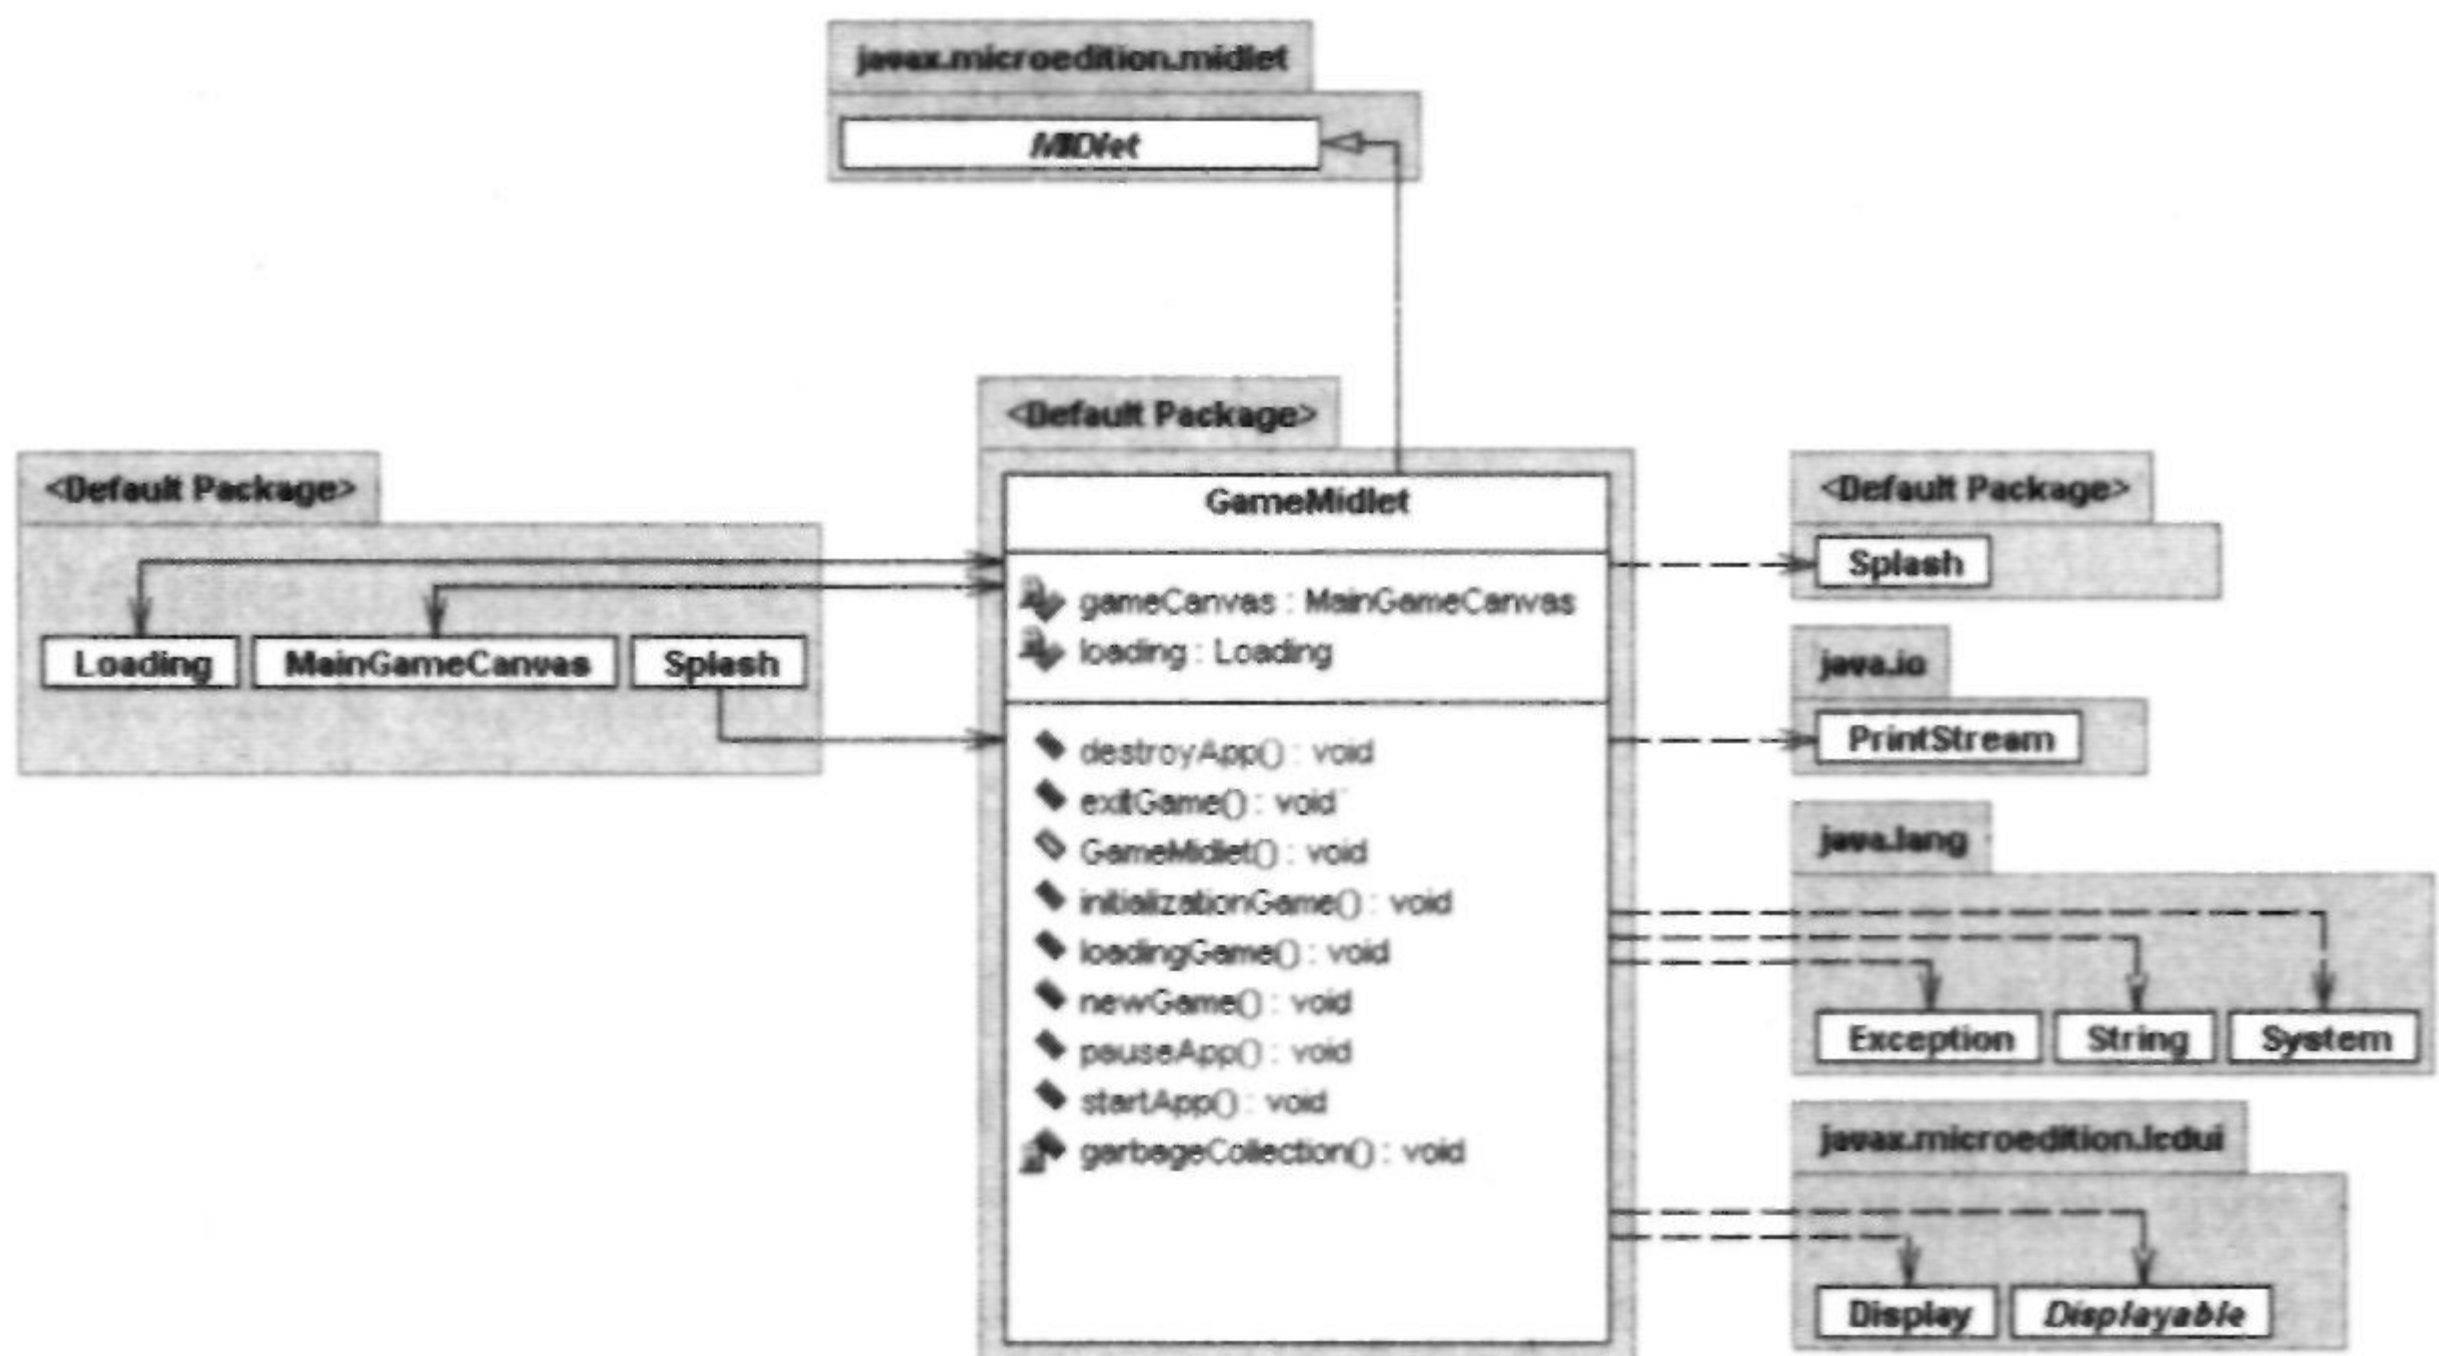 javax.microedition.midlet
MIDlet
<Default Package>
Loading
MainGameCanvas
Splash
<Default Package>
GameMidlet
gameCanvas : MainGameCanvas
loading : Loading
destroyApp() : void
exitGame() : void
GameMidlet() : void
initializationGame() : void
loadingGame() : void
newGame() : void
pauseApp() : void
startApp() : void
garbageCollection() : void
<Default Package>
Splash
java.io
PrintStream
java.lang
Exception
String
System
javax.microedition.lcdui
Display
Displayable